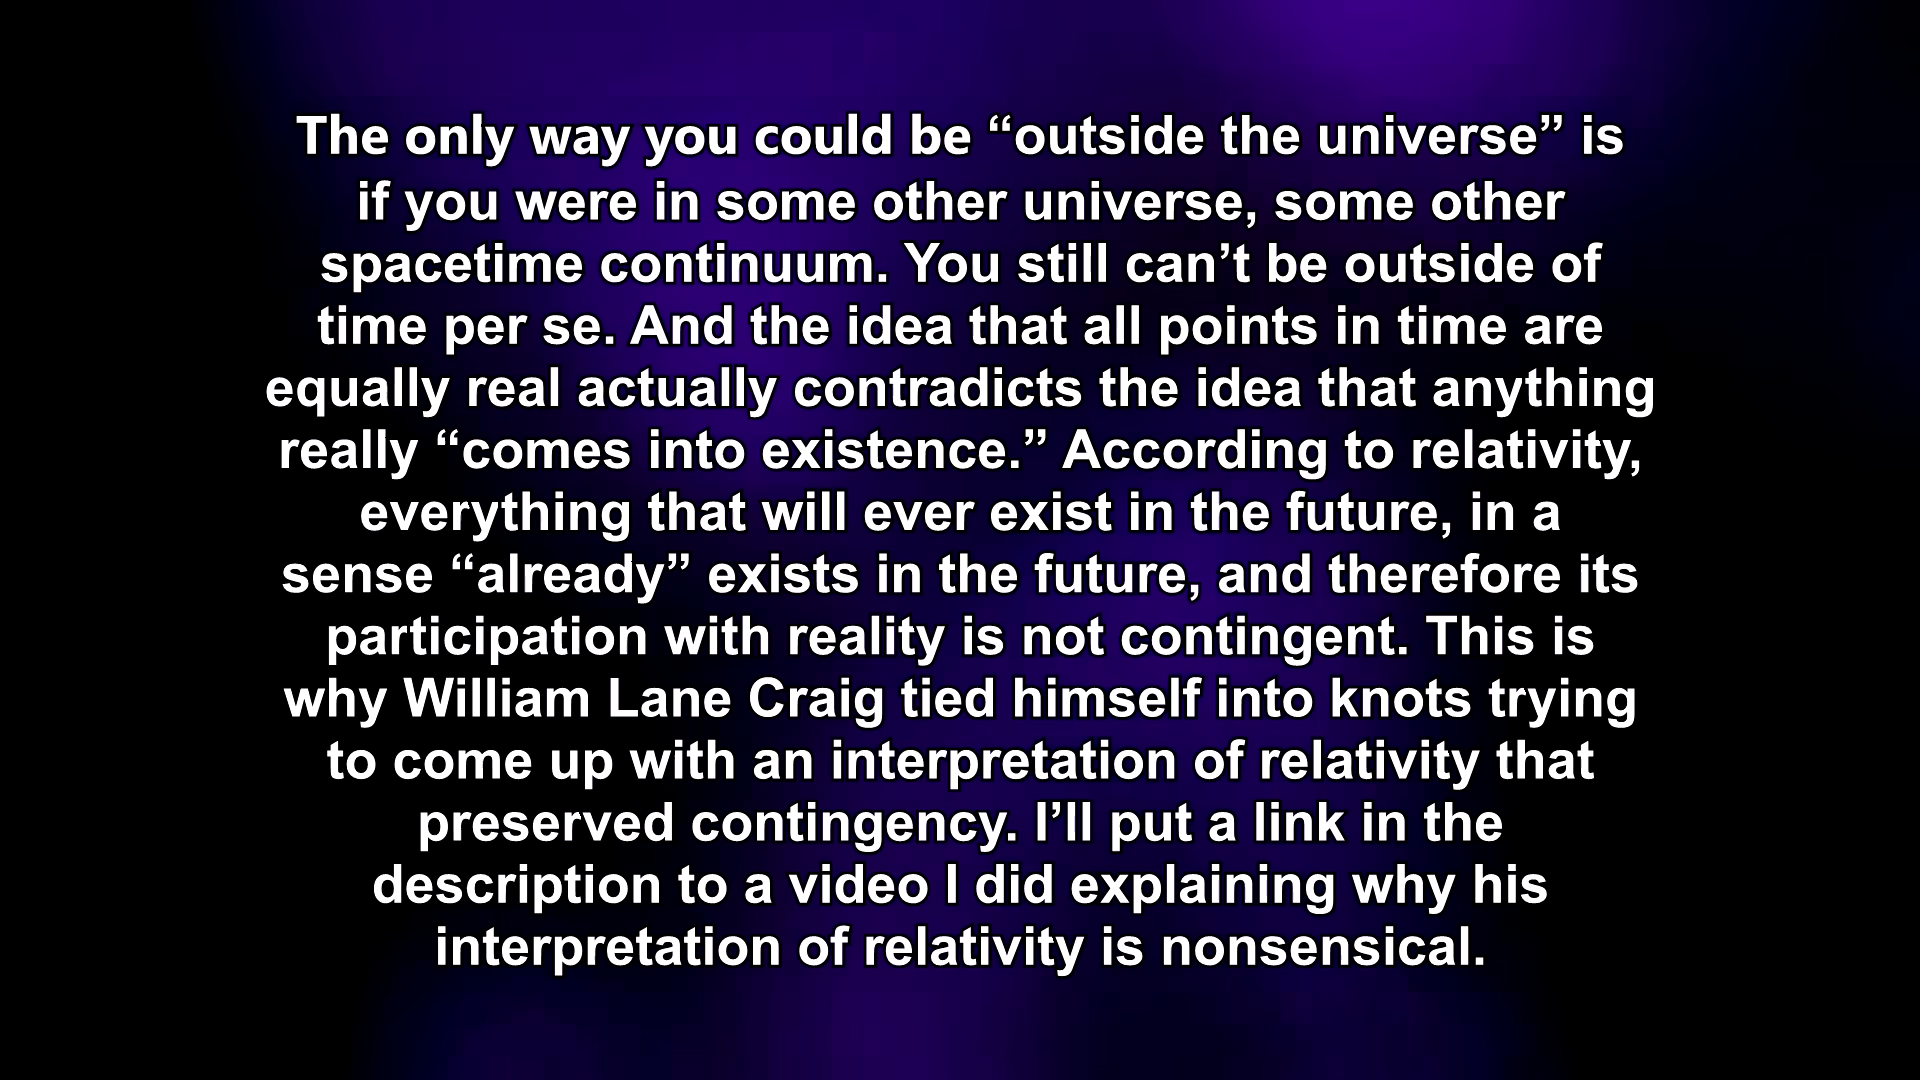 The only way you could be “outside the universe” is
if you were in some other universe, some other
spacetime continuum. You still can’t be outside of
time per se. And the idea that all points in time are
equally real actually contradicts the idea that anything
really “comes into existence.” According to relativity,
everything that will ever exist in the future, in a
sense “already” exists in the future, and therefore its
participation with reality is not contingent. This is
why William Lane Craig tied himself into knots trying
to come up with an interpretation of relativity that
preserved contingency. I’ll put a link in the
description to a video I did explaining why his
interpretation of relativity is nonsensical.